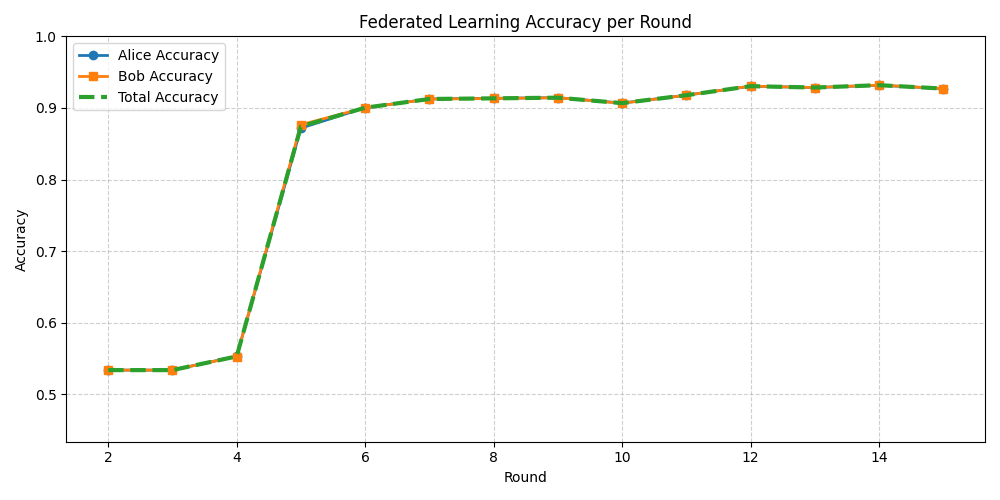 Federated Learning Accuracy per Round
Alice Accuracy
Bob Accuracy
Total Accuracy
Accuracy
1.0
0.9
0.8
0.7
0.6
0.5
2 4 6 8 10 12 14
Round